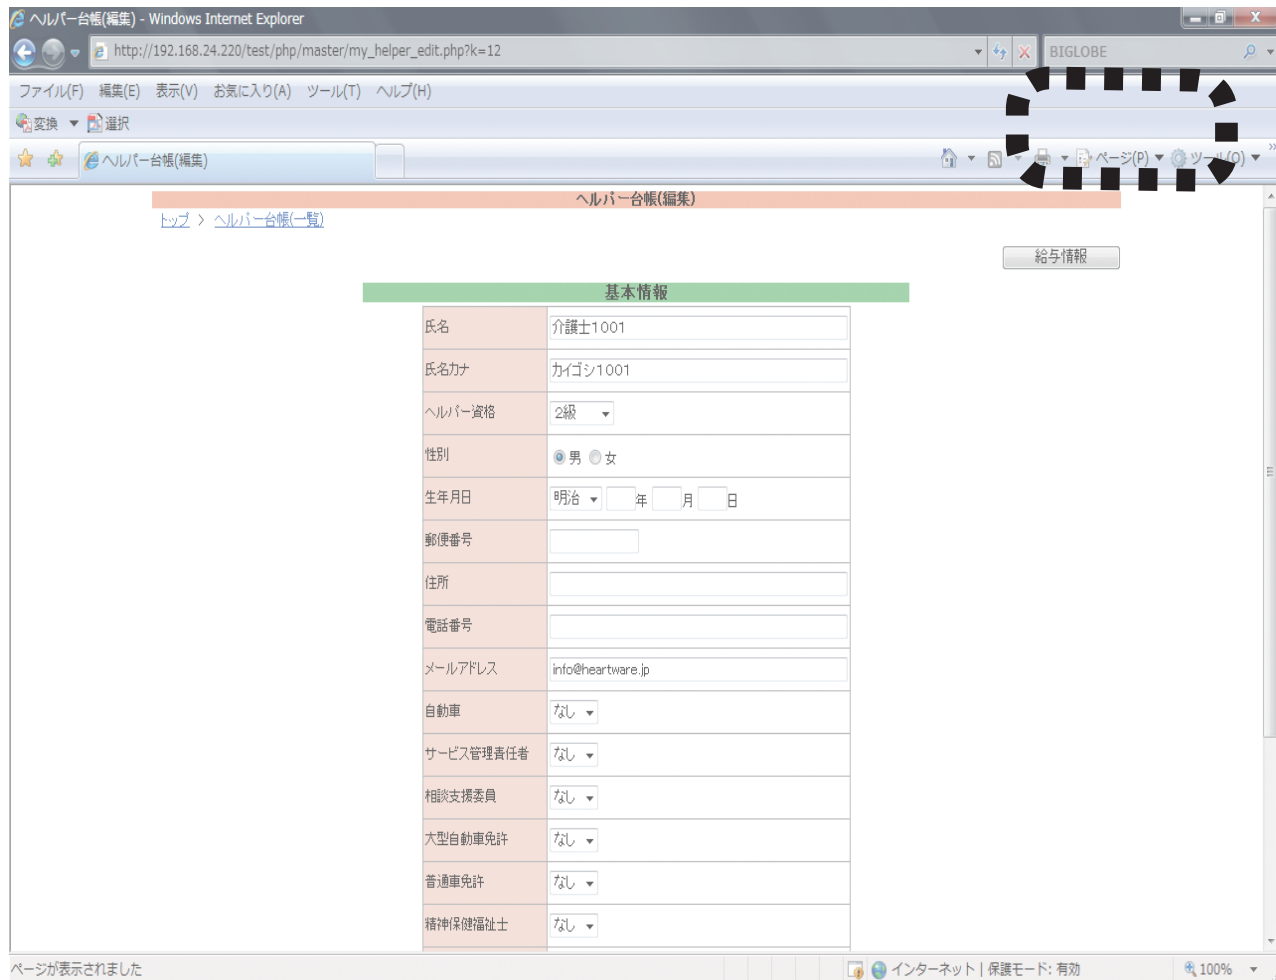 ヘルパー台帳(編集) - Windows Internet Explorer
http://192.168.24.220/test/php/master/my_helper_edit.php?k=12
BIGLOBE
ファイル(F) 編集(E) 表示(V) お気に入り(A) ツール(T) ヘルプ(H)
変換 選択
ヘルパー台帳(編集)
ページ(P) ツール(O)
ヘルパー台帳(編集)
トップ > ヘルパー台帳(一覧)
給与情報
基本情報
氏名 介護士1001
氏名カナ カイゴシ1001
ヘルパー資格 2級
性別 男 女
生年月日 明治 年 月 日
郵便番号
住所
電話番号
メールアドレス info@heartware.jp
自動車 なし
サービス管理責任者 なし
相談支援委員 なし
大型自動車免許 なし
普通車免許 なし
精神保健福祉士 なし
ページが表示されました
インターネット | 保護モード: 有効
100%